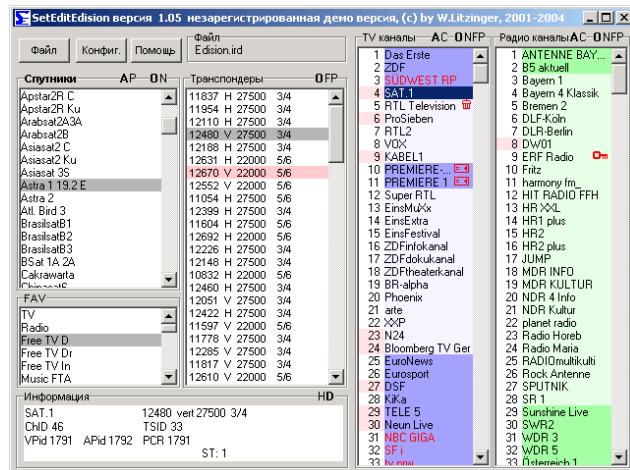 SetEditEdision версия 1.05 незарегистрированная демо версия, (c) by W.Litzinger, 2001-2004
Файл
Конфиг.
Помощь
Файл
Edision.ird
Спутники AP ON
Apstar2R C
Apstar2R Ku
Arabsat2A3A
Arabsat2B
Asiasat2 C
Asiasat2 Ku
Asiasat 3S
Astra 1 19.2 E
Astra 2
Atl. Bird 3
BrasilsatB1
BrasilsatB2
BrasilsatB3
BSat 1A 2A
Cakrawarta
ChinasatS
Транспондеры OFP
11837 H 27500 3/4
11954 H 27500 3/4
12110 H 27500 3/4
12480 V 27500 3/4
12188 H 27500 3/4
12631 H 22000 5/6
12670 V 22000 5/6
12552 V 22000 5/6
11054 H 27500 5/6
12399 H 27500 3/4
11604 H 27500 5/6
12692 H 22000 5/6
12226 H 27500 3/4
12148 H 27500 3/4
10832 H 22000 5/6
12460 H 27500 3/4
12051 V 27500 3/4
12422 H 27500 3/4
11597 V 22000 5/6
11778 V 27500 3/4
12285 V 27500 3/4
11817 V 27500 3/4
12610 V 22000 5/6
FAV
TV
Radio
Free TV D
Free TV Dr
Free TV In
Music FTA
Информация HD
SAT.1 12480 vert 27500 3/4
ChID 46 TSID 33
VPid 1791 APid 1792 PCR 1791
ST: 1
TV каналы AC ONFP
1 Das Erste
2 ZDF
3 SÜDWEST RP
4 SAT.1
5 RTL Television
6 ProSieben
7 RTL2
8 VOX
9 KABEL1
10 PREMIERE-...
11 PREMIERE 1
12 Super RTL
13 EinsMuXx
14 EinsExtra
15 EinsFestival
16 ZDFinfokanal
17 ZDFdokukanal
18 ZDFtheaterkanal
19 BR-alpha
20 Phoenix
21 arte
22 XXP
23 N24
24 Bloomberg TV Ger
25 EuroNews
26 Eurosport
27 DSF
28 KiKa
29 TELE 5
30 Neun Live
31 NBC GIGA
32 SF i
33 tv.nrw
Радио каналы AC ONFP
1 ANTENNE BAY...
2 B5 aktuell
3 Bayern 1
4 Bayern 4 Klassik
5 Bremen 2
6 DLF-Köln
7 DLR-Berlin
8 DW01
9 ERF Radio
10 Fritz
11 harmony fm_
12 HIT RADIO FFH
13 HR XXL
14 HR1 plus
15 HR2
16 HR2 plus
17 JUMP
18 MDR INFO
19 MDR KULTUR
20 NDR 4 Info
21 NDR Kultur
22 planet radio
23 Radio Horeb
24 Radio Maria
25 RADIOmultikulti
26 Rock Antenne
27 SPUTNIK
28 SR 1
29 Sunshine Live
30 SWR2
31 WDR 3
32 WDR 5
33 Österreich 1